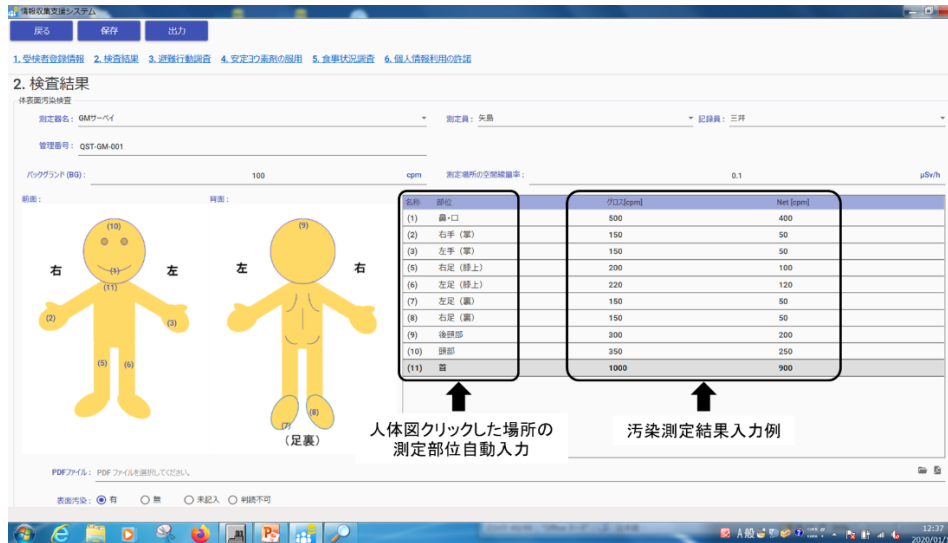 情報収集支援システム
戻る 保存 出力
1. 受検者登録情報 2. 検査結果 3. 避難行動調査 4. 安定ヨウ素剤の服用 5. 食事状況調査 6. 個人情報利用の許諾
2. 検査結果
体表面汚染検査
測定器名： GMサーベイ 測定員： 矢島 記録員： 三井
管理番号： QST-GM-001
バックグランド (BG)： 100 cpm 測定場所の空間線量率： 0.1 μSv/h
前面： 背面：
名称 部位 グロス[cpm] Net [cpm]
(1) 鼻・口 500 400
(2) 右手（掌） 150 50
(3) 左手（掌） 150 50
(5) 右足（膝上） 200 100
(6) 左足（膝上） 220 120
(7) 左足（裏） 150 50
(8) 右足（裏） 150 50
(9) 後頭部 300 200
(10) 頭部 350 250
(11) 首 1000 900
(10) (9)
右 (1) 左 左 右
(11)
(2) (3)
(5) (6)
(8)
(7)
（足裏）
人体図クリックした場所の
測定部位自動入力
汚染測定結果入力例
PDFファイル： PDF ファイルを選択してください。
表面汚染： 有 無 未記入 判読不可
A 般
12:37